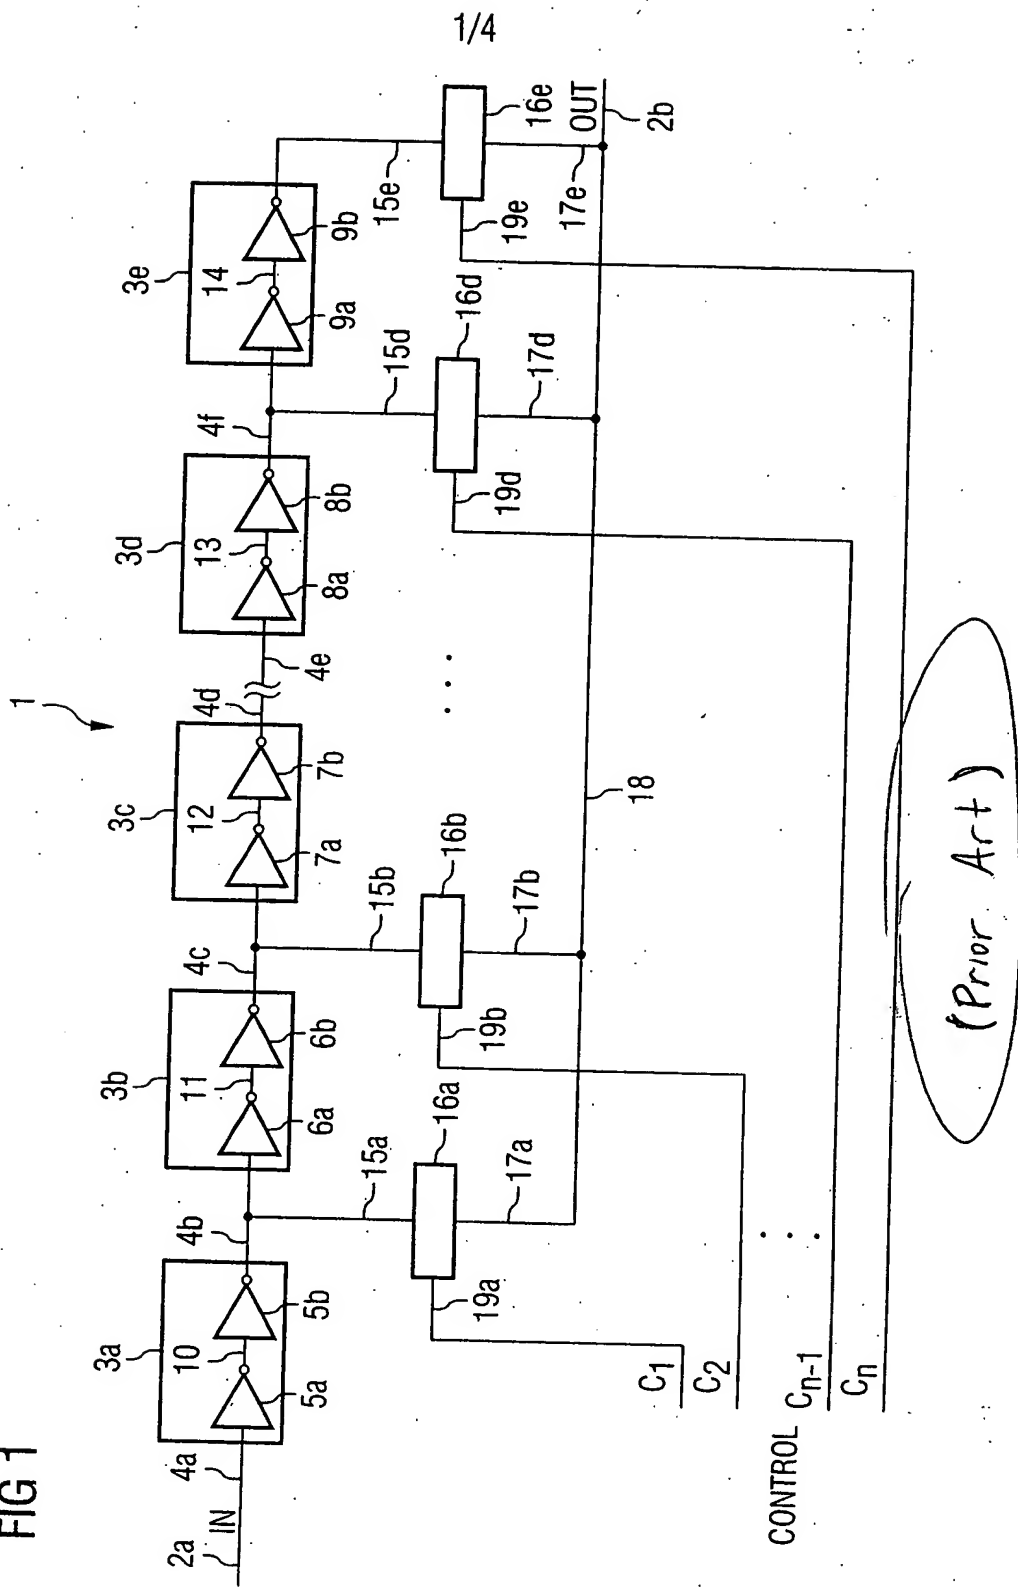 1/4
FIG 1
1
3a
3b
3c
3d
3e
10
11
12
13
14
5a
5b
6a
6b
7a
7b
8a
8b
9a
9b
2a
IN
4a
4b
4c
4d
4e
4f
15a
15b
15d
15e
16a
16b
16d
16e
19a
19b
19d
19e
17a
17b
17d
17e
18
OUT
2b
. . .
C1
C2
. . .
CONTROL
Cn-1
Cn
(Prior Art)